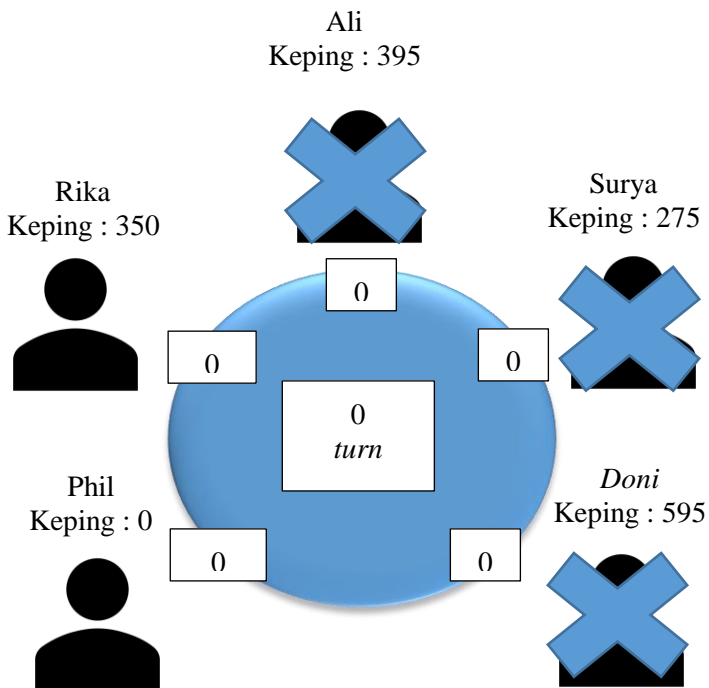 Ali
Keping : 395
Rika
Keping : 350
Surya
Keping : 275
0
0
0
0
turn
Phil
Keping : 0
Doni
Keping : 595
0
0